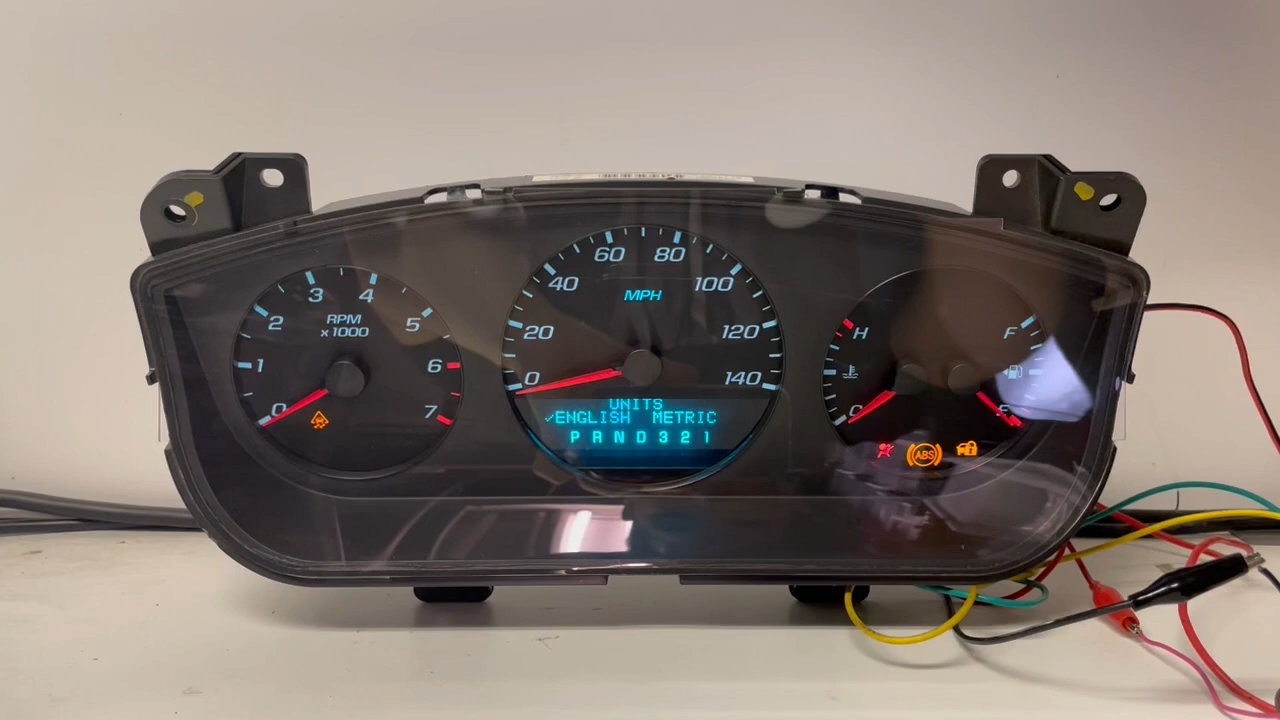 0
1
2
3
4
5
6
7
RPM
x1000
0
20
40
60
80
100
120
140
MPH
UNITS
✓ENGLISH METRIC
P R N D 3 2 1
H
C
F
E
ABS